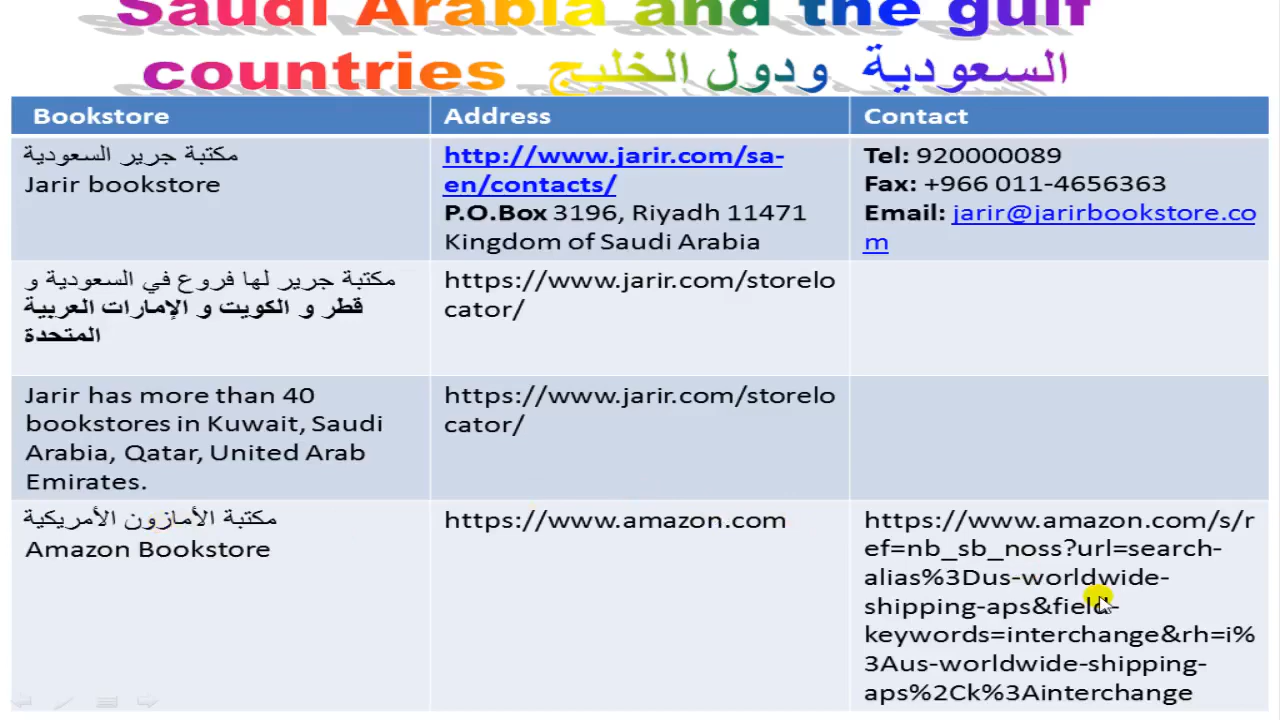 Saudi Arabia and the gulf
countries السعودية ودول الخليج
Bookstore
Address
Contact
مكتبة جرير السعودية
Jarir bookstore
http://www.jarir.com/sa-
en/contacts/
P.O.Box 3196, Riyadh 11471
Kingdom of Saudi Arabia
Tel: 920000089
Fax: +966 011-4656363
Email: jarir@jarirbookstore.co
m
مكتبة جرير لها فروع في السعودية و
قطر و الكويت و الإمارات العربية
المتحدة
https://www.jarir.com/storelo
cator/
Jarir has more than 40
bookstores in Kuwait, Saudi
Arabia, Qatar, United Arab
Emirates.
https://www.jarir.com/storelo
cator/
مكتبة الأمازون الأمريكية
Amazon Bookstore
https://www.amazon.com
https://www.amazon.com/s/r
ef=nb_sb_noss?url=search-
alias%3Dus-worldwide-
shipping-aps&field-
keywords=interchange&rh=i%
3Aus-worldwide-shipping-
aps%2Ck%3Ainterchange